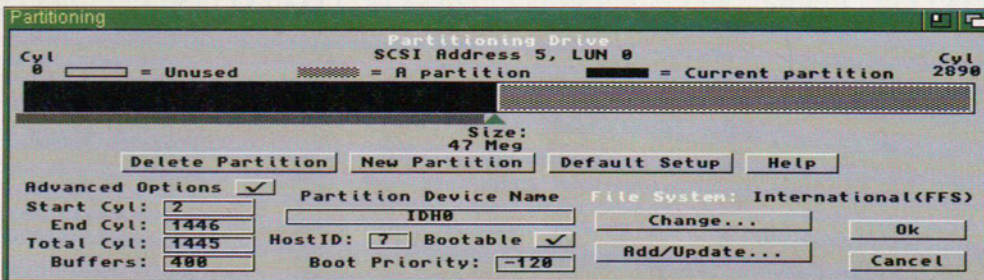 Partitioning
Partitioning Drive
SCSI Address 5, LUN 0
Cyl
0
= Unused
= A partition
= Current partition
Cyl
2890
Size:
47 Meg
Delete Partition
New Partition
Default Setup
Help
Advanced Options
Start Cyl: 2
End Cyl: 1446
Total Cyl: 1445
Buffers: 400
Partition Device Name
IDH0
HostID: 7
Bootable
Boot Priority: -120
File System: International(FFS)
Change...
Add/Update...
Ok
Cancel